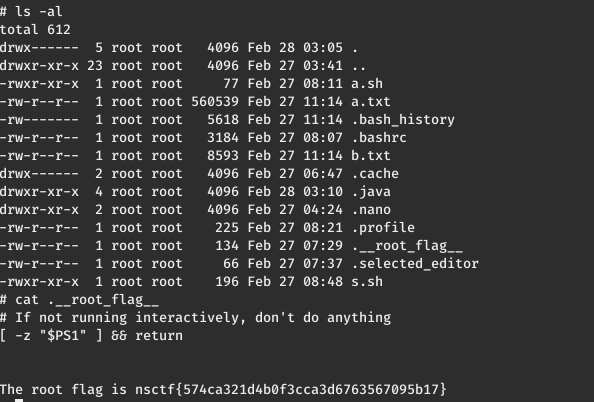 # ls -al
total 612
drwx------  5 root root   4096 Feb 28 03:05 .
drwxr-xr-x 23 root root   4096 Feb 27 03:41 ..
-rwxr-xr-x  1 root root     77 Feb 27 08:11 a.sh
-rw-r--r--  1 root root 560539 Feb 27 11:14 a.txt
-rw-------  1 root root   5618 Feb 27 11:14 .bash_history
-rw-r--r--  1 root root   3184 Feb 27 08:07 .bashrc
-rw-r--r--  1 root root   8593 Feb 27 11:14 b.txt
drwx------  2 root root   4096 Feb 27 06:47 .cache
drwxr-xr-x  4 root root   4096 Feb 28 03:10 .java
drwxr-xr-x  2 root root   4096 Feb 27 04:24 .nano
-rw-r--r--  1 root root    225 Feb 27 08:21 .profile
-rw-r--r--  1 root root    134 Feb 27 07:29 .__root_flag__
-rw-r--r--  1 root root     66 Feb 27 07:37 .selected_editor
-rwxr-xr-x  1 root root    196 Feb 27 08:48 s.sh
# cat .__root_flag__
# If not running interactively, don't do anything
[ -z "$PS1" ] && return
The root flag is nsctf{574ca321d4b0f3cca3d6763567095b17}